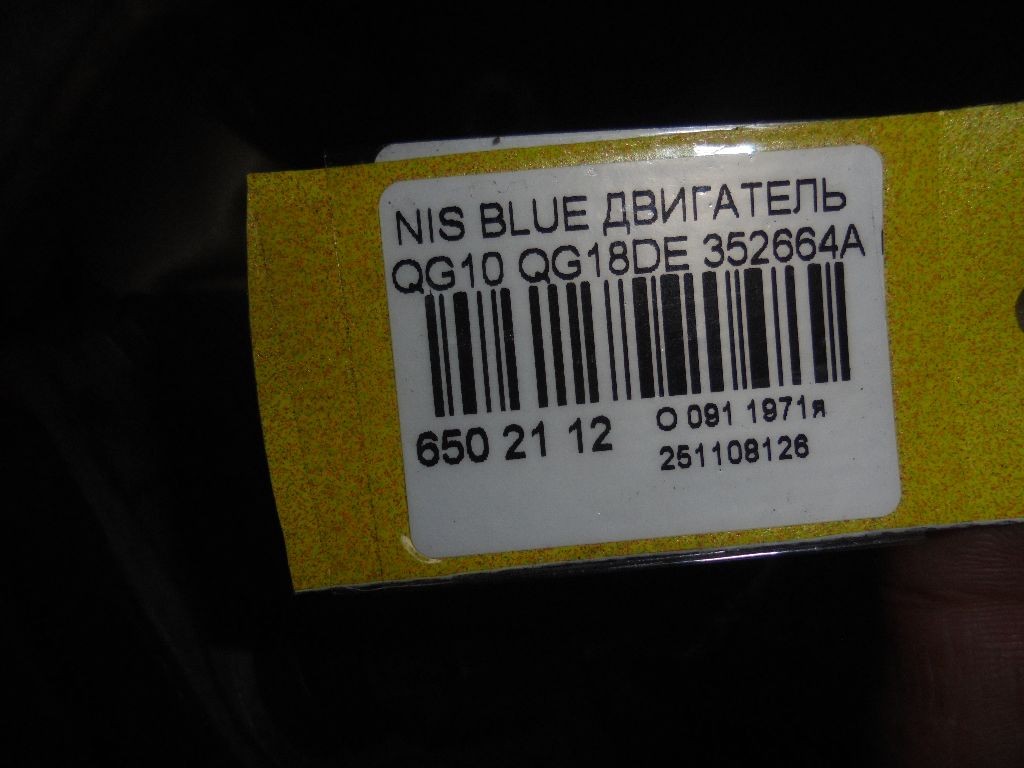 NIS BLUE ДВИГАТЕЛЬ
QG10 QG18DE 352664A
650 21 12
О 091 1971я
251108126